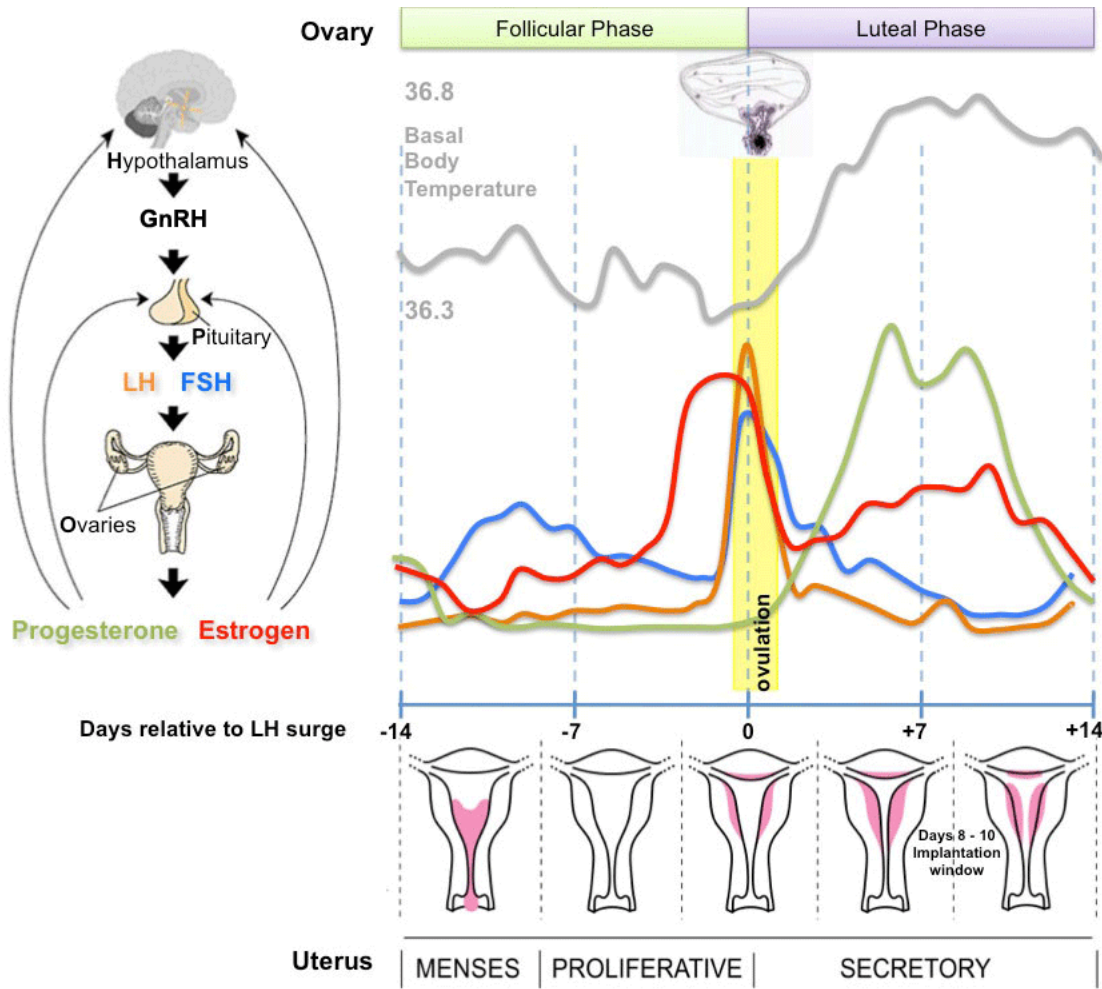 Ovary
Follicular Phase
Luteal Phase
36.8
Basal
Body
Temperature
36.3
Hypothalamus
GnRH
Pituitary
LH FSH
Ovaries
Progesterone Estrogen
ovulation
Days relative to LH surge
-14
-7
0
+7
+14
Days 8 - 10
Implantation
window
Uterus
MENSES
PROLIFERATIVE
SECRETORY